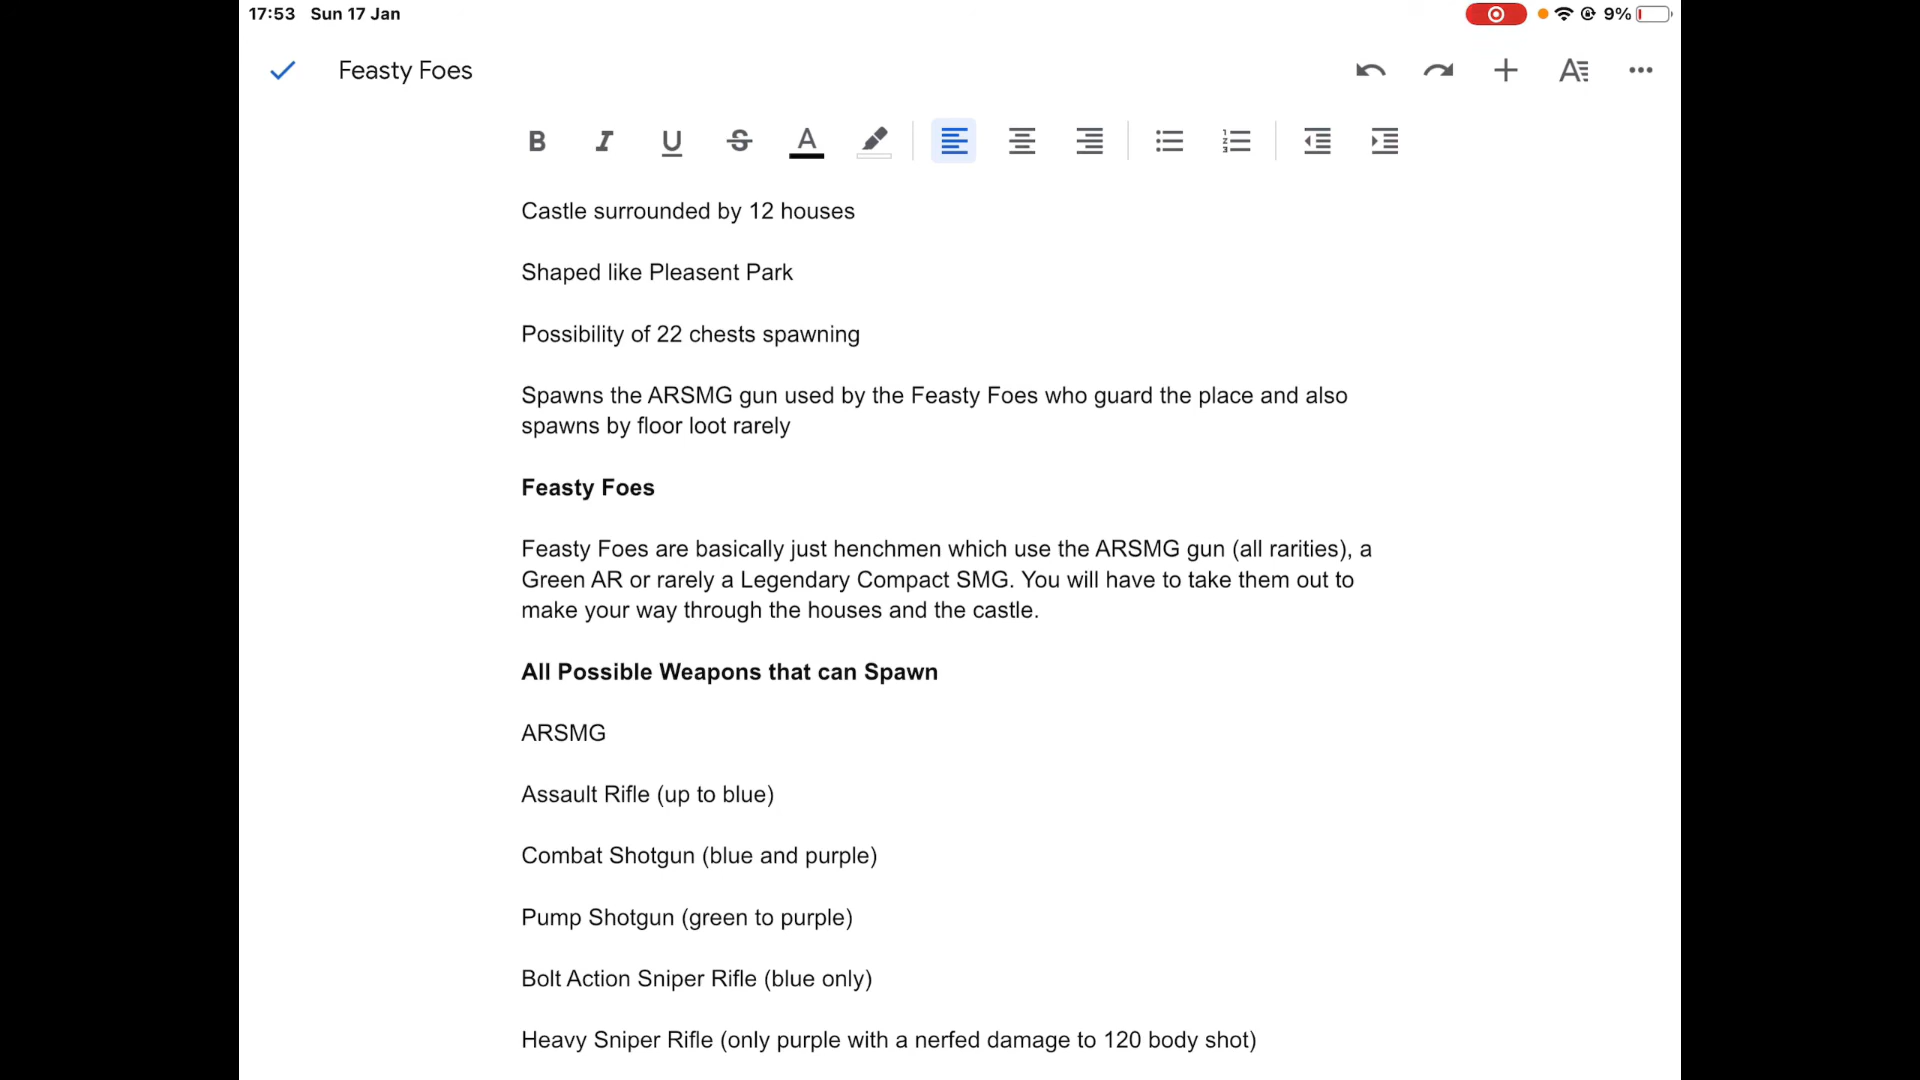 17:53 Sun 17 Jan
9%
Feasty Foes
B I U S A
Castle surrounded by 12 houses
Shaped like Pleasent Park
Possibility of 22 chests spawning
Spawns the ARSMG gun used by the Feasty Foes who guard the place and also
spawns by floor loot rarely
Feasty Foes
Feasty Foes are basically just henchmen which use the ARSMG gun (all rarities), a
Green AR or rarely a Legendary Compact SMG. You will have to take them out to
make your way through the houses and the castle.
All Possible Weapons that can Spawn
ARSMG
Assault Rifle (up to blue)
Combat Shotgun (blue and purple)
Pump Shotgun (green to purple)
Bolt Action Sniper Rifle (blue only)
Heavy Sniper Rifle (only purple with a nerfed damage to 120 body shot)